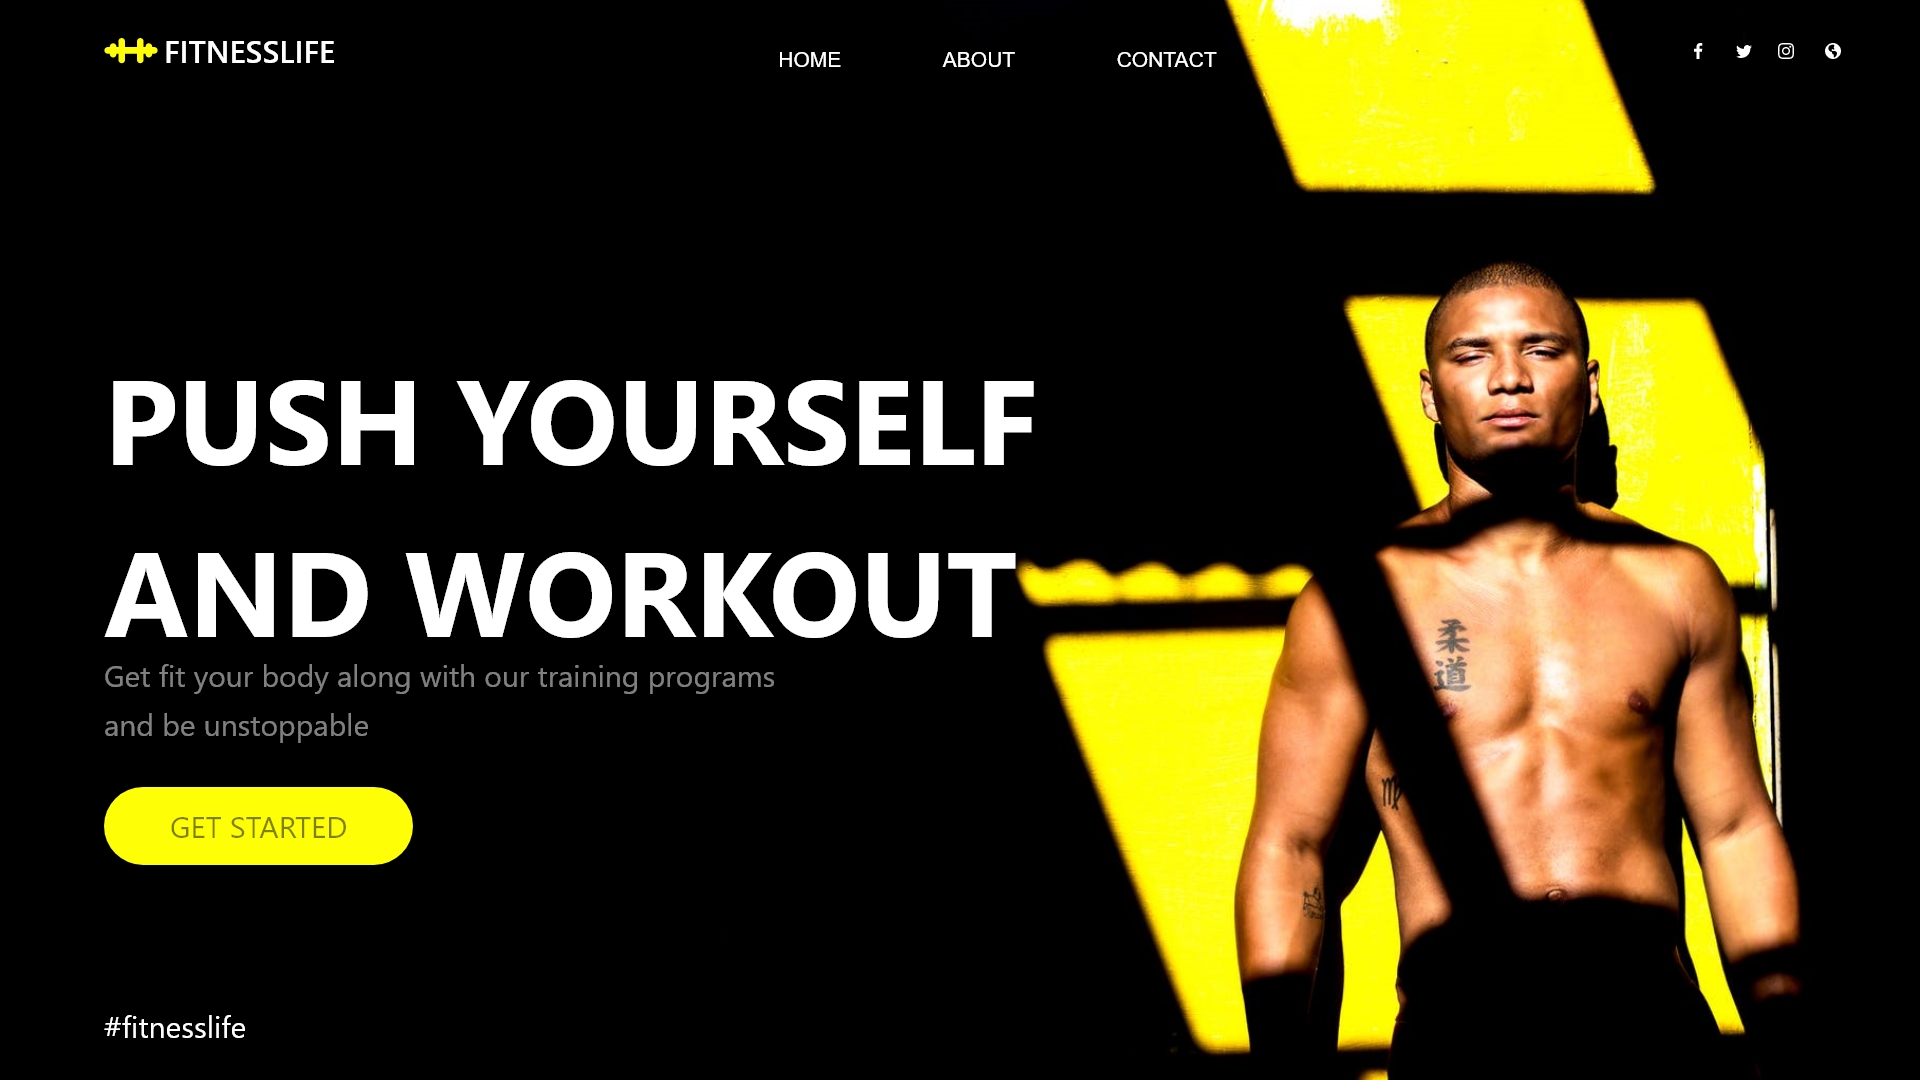 FITNESSLIFE
HOME ABOUT CONTACT
PUSH YOURSELF
AND WORKOUT
Get fit your body along with our training programs
and be unstoppable
GET STARTED
#fitnesslife
柔
道